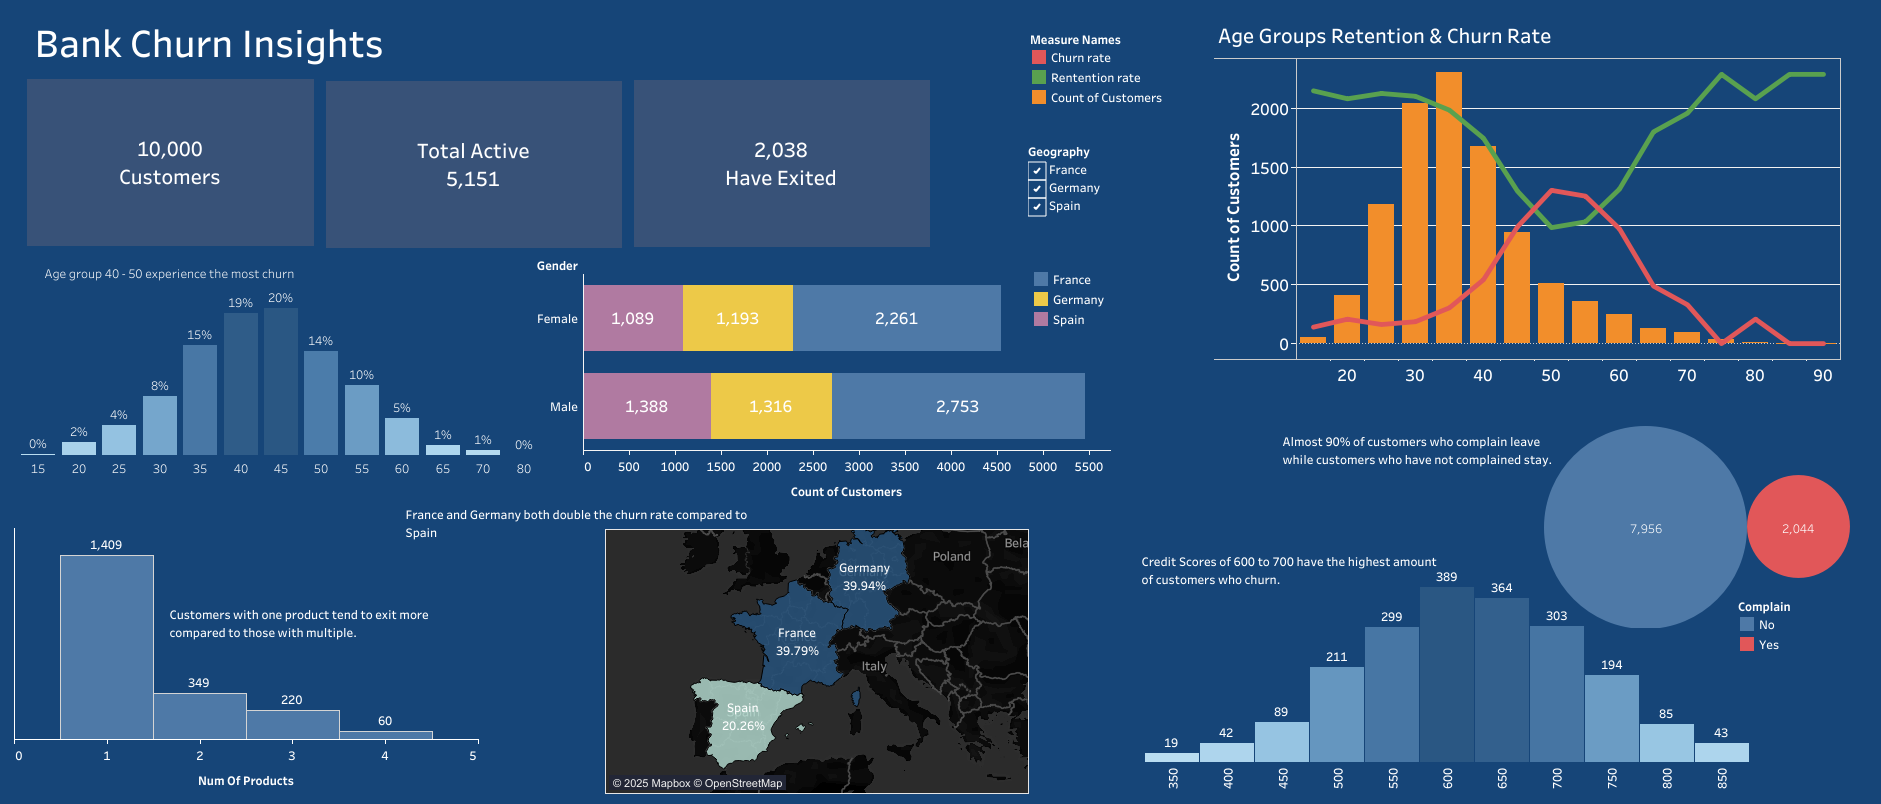 Bank Churn Insights
10,000
Customers
Total Active
5,151
2,038
Have Exited
Measure Names
Churn rate
Rentention rate
Count of Customers
Geography
France
Germany
Spain
Age Groups Retention & Churn Rate
Count of Customers
2000
1500
1000
500
0
20 30 40 50 60 70 80 90
Age group 40 - 50 experience the most churn
0% 2% 4% 8% 15% 19% 20% 14% 10% 5% 1% 1% 0%
15 20 25 30 35 40 45 50 55 60 65 70 80
Gender
Female 1,089 1,193 2,261
Male 1,388 1,316 2,753
0 500 1000 1500 2000 2500 3000 3500 4000 4500 5000 5500
Count of Customers
France
Germany
Spain
1,409
349
220
60
Customers with one product tend to exit more
compared to those with multiple.
0 1 2 3 4 5
Num Of Products
France and Germany both double the churn rate compared to
Spain
Poland
Bela
Germany
39.94%
France
39.79%
Italy
Spain
20.26%
© 2025 Mapbox © OpenStreetMap
Almost 90% of customers who complain leave
while customers who have not complained stay.
7,956
2,044
Complain
No
Yes
Credit Scores of 600 to 700 have the highest amount
of customers who churn.
19 42 89 211 299 389 364 303 194 85 43
350 400 450 500 550 600 650 700 750 800 850